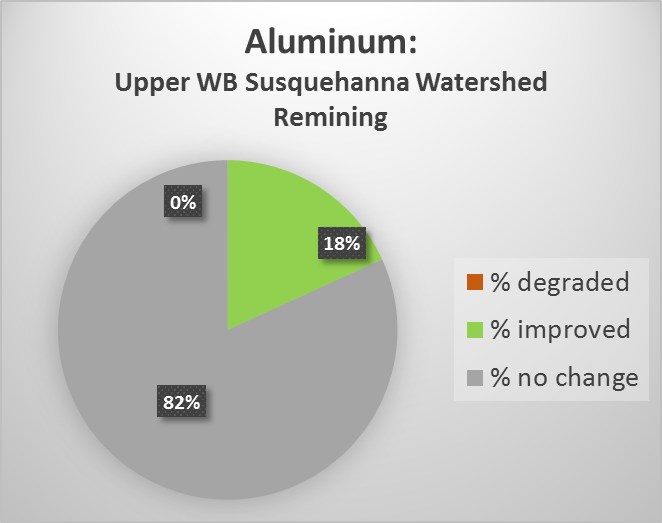 Aluminum:
Upper WB Susquehanna Watershed
Remining
0%
18%
82%
% degraded
% improved
% no change